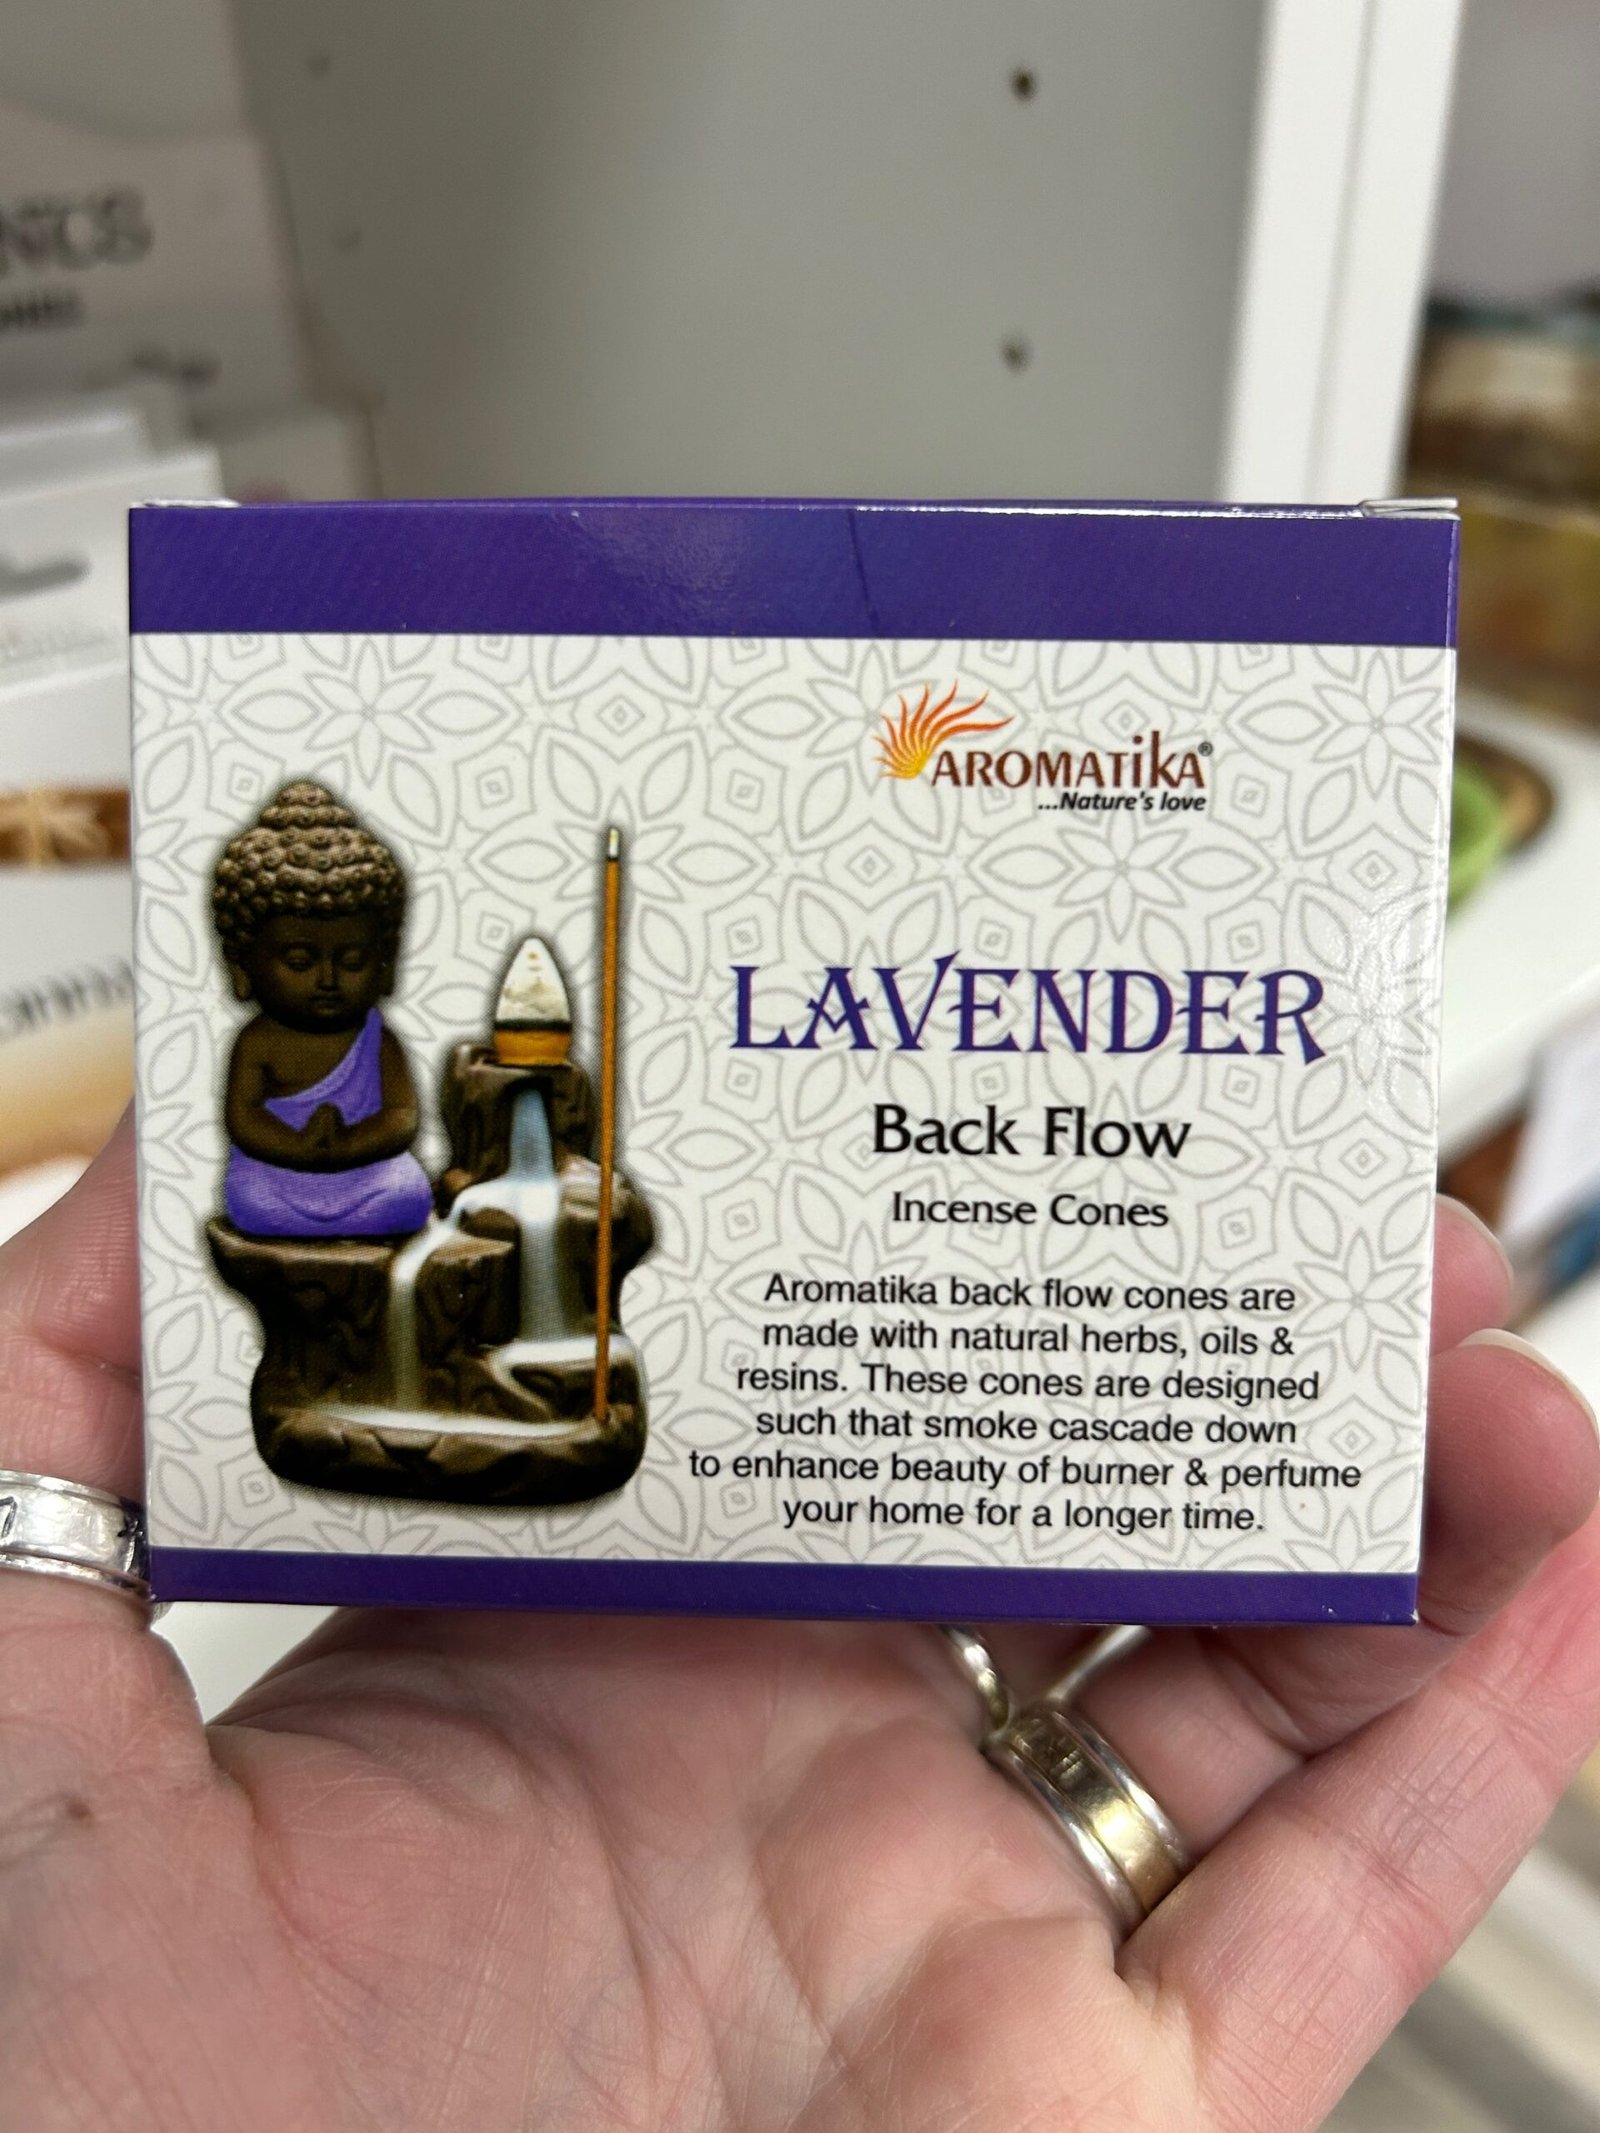 AROMATIKA®
...Nature's love
LAVENDER
Back Flow
Incense Cones
Aromatika back flow cones are
made with natural herbs, oils &
resins. These cones are designed
such that smoke cascade down
to enhance beauty of burner & perfume
your home for a longer time.